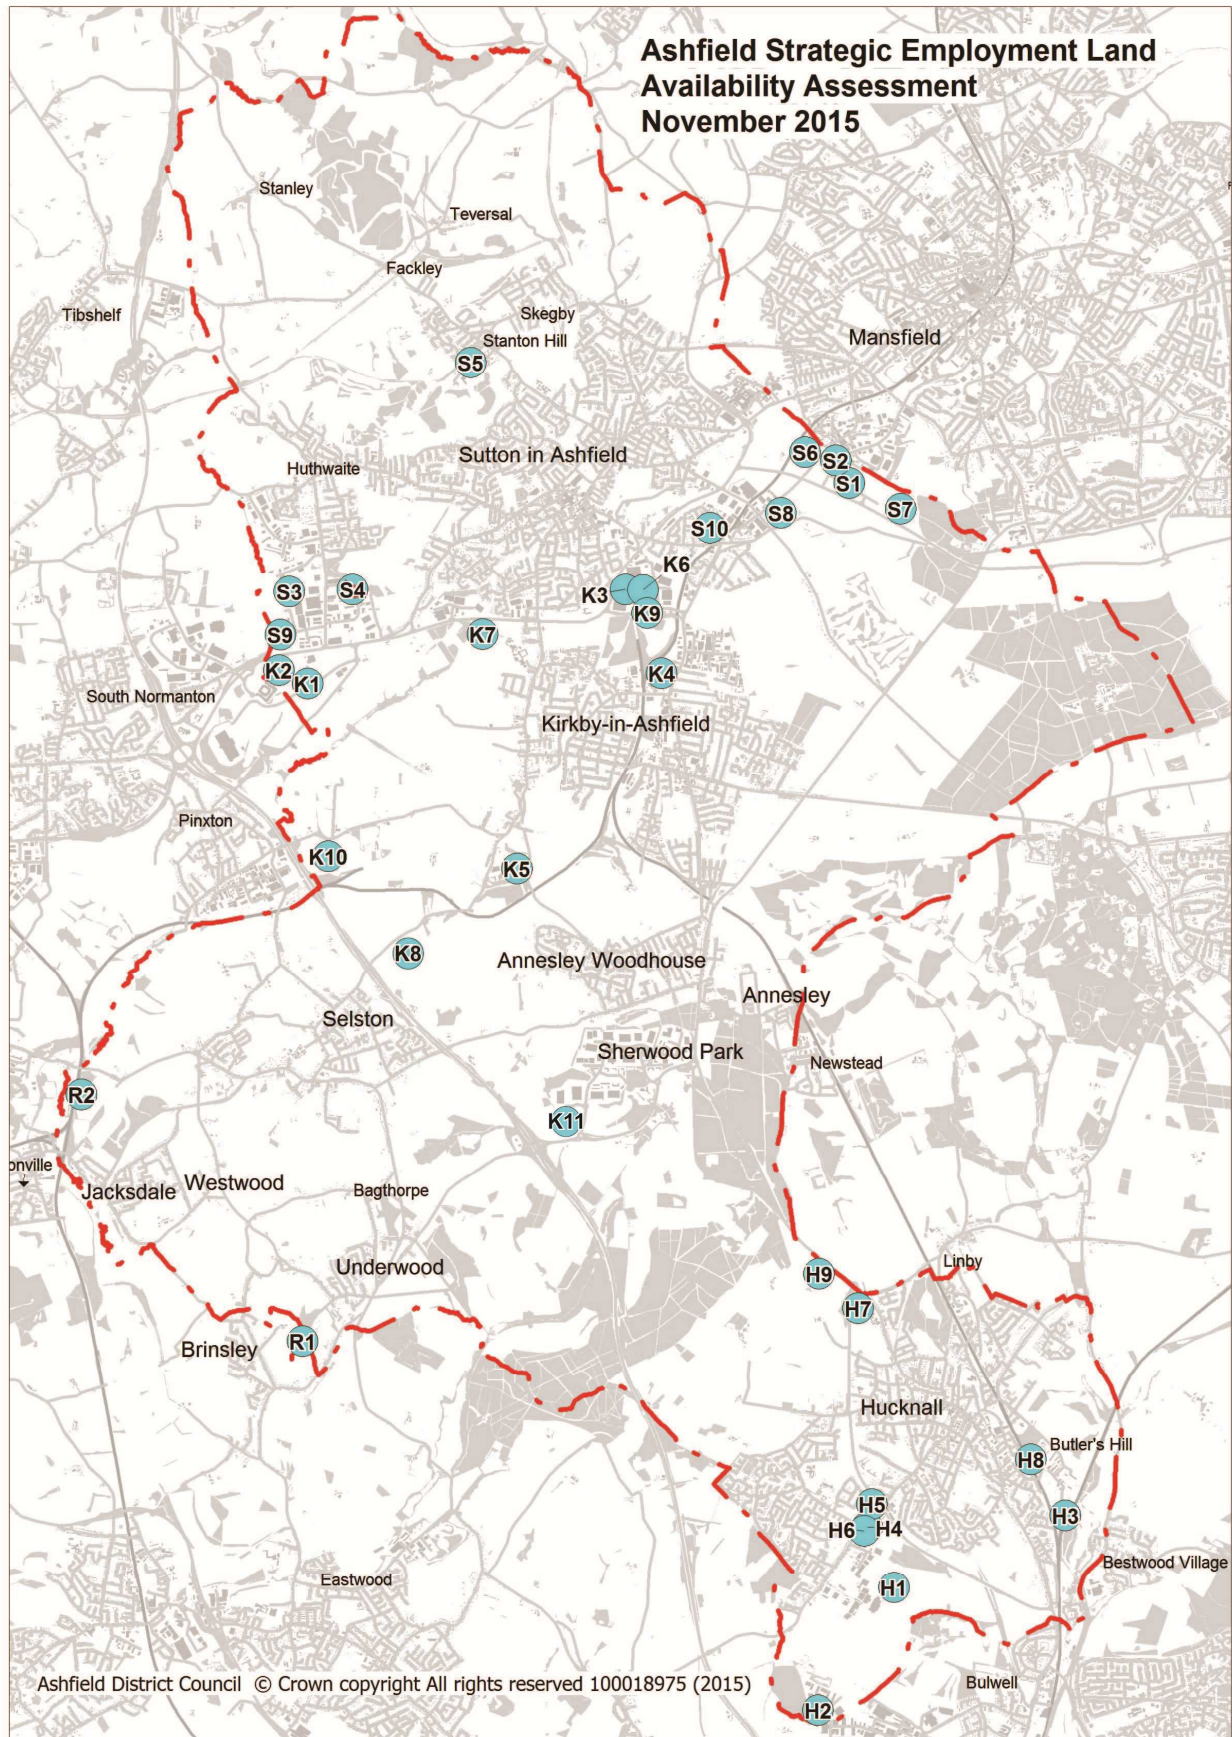 Ashfield Strategic Employment Land
Availability Assessment
November 2015
Stanley
Teversal
Fackley
Tibshelf
Skegby
Stanton Hill
Mansfield
S5
Sutton in Ashfield
Huthwaite
S6
S2
S1
S7
S8
S10
K6
K3
K9
S3
S4
S9
K7
K2
K1
K4
South Normanton
Kirkby-in-Ashfield
Pinxton
K10
K5
K8
Annesley Woodhouse
Annesley
Selston
Sherwood Park
Newstead
R2
K11
onville
Jacksdale
Westwood
Bagthorpe
Underwood
Linby
H9
H7
Brinsley
R1
Hucknall
Butler's Hill
H8
H5
H3
H6
H4
Bestwood Village
Eastwood
H1
Bulwell
Ashfield District Council © Crown copyright All rights reserved 100018975 (2015)
H2